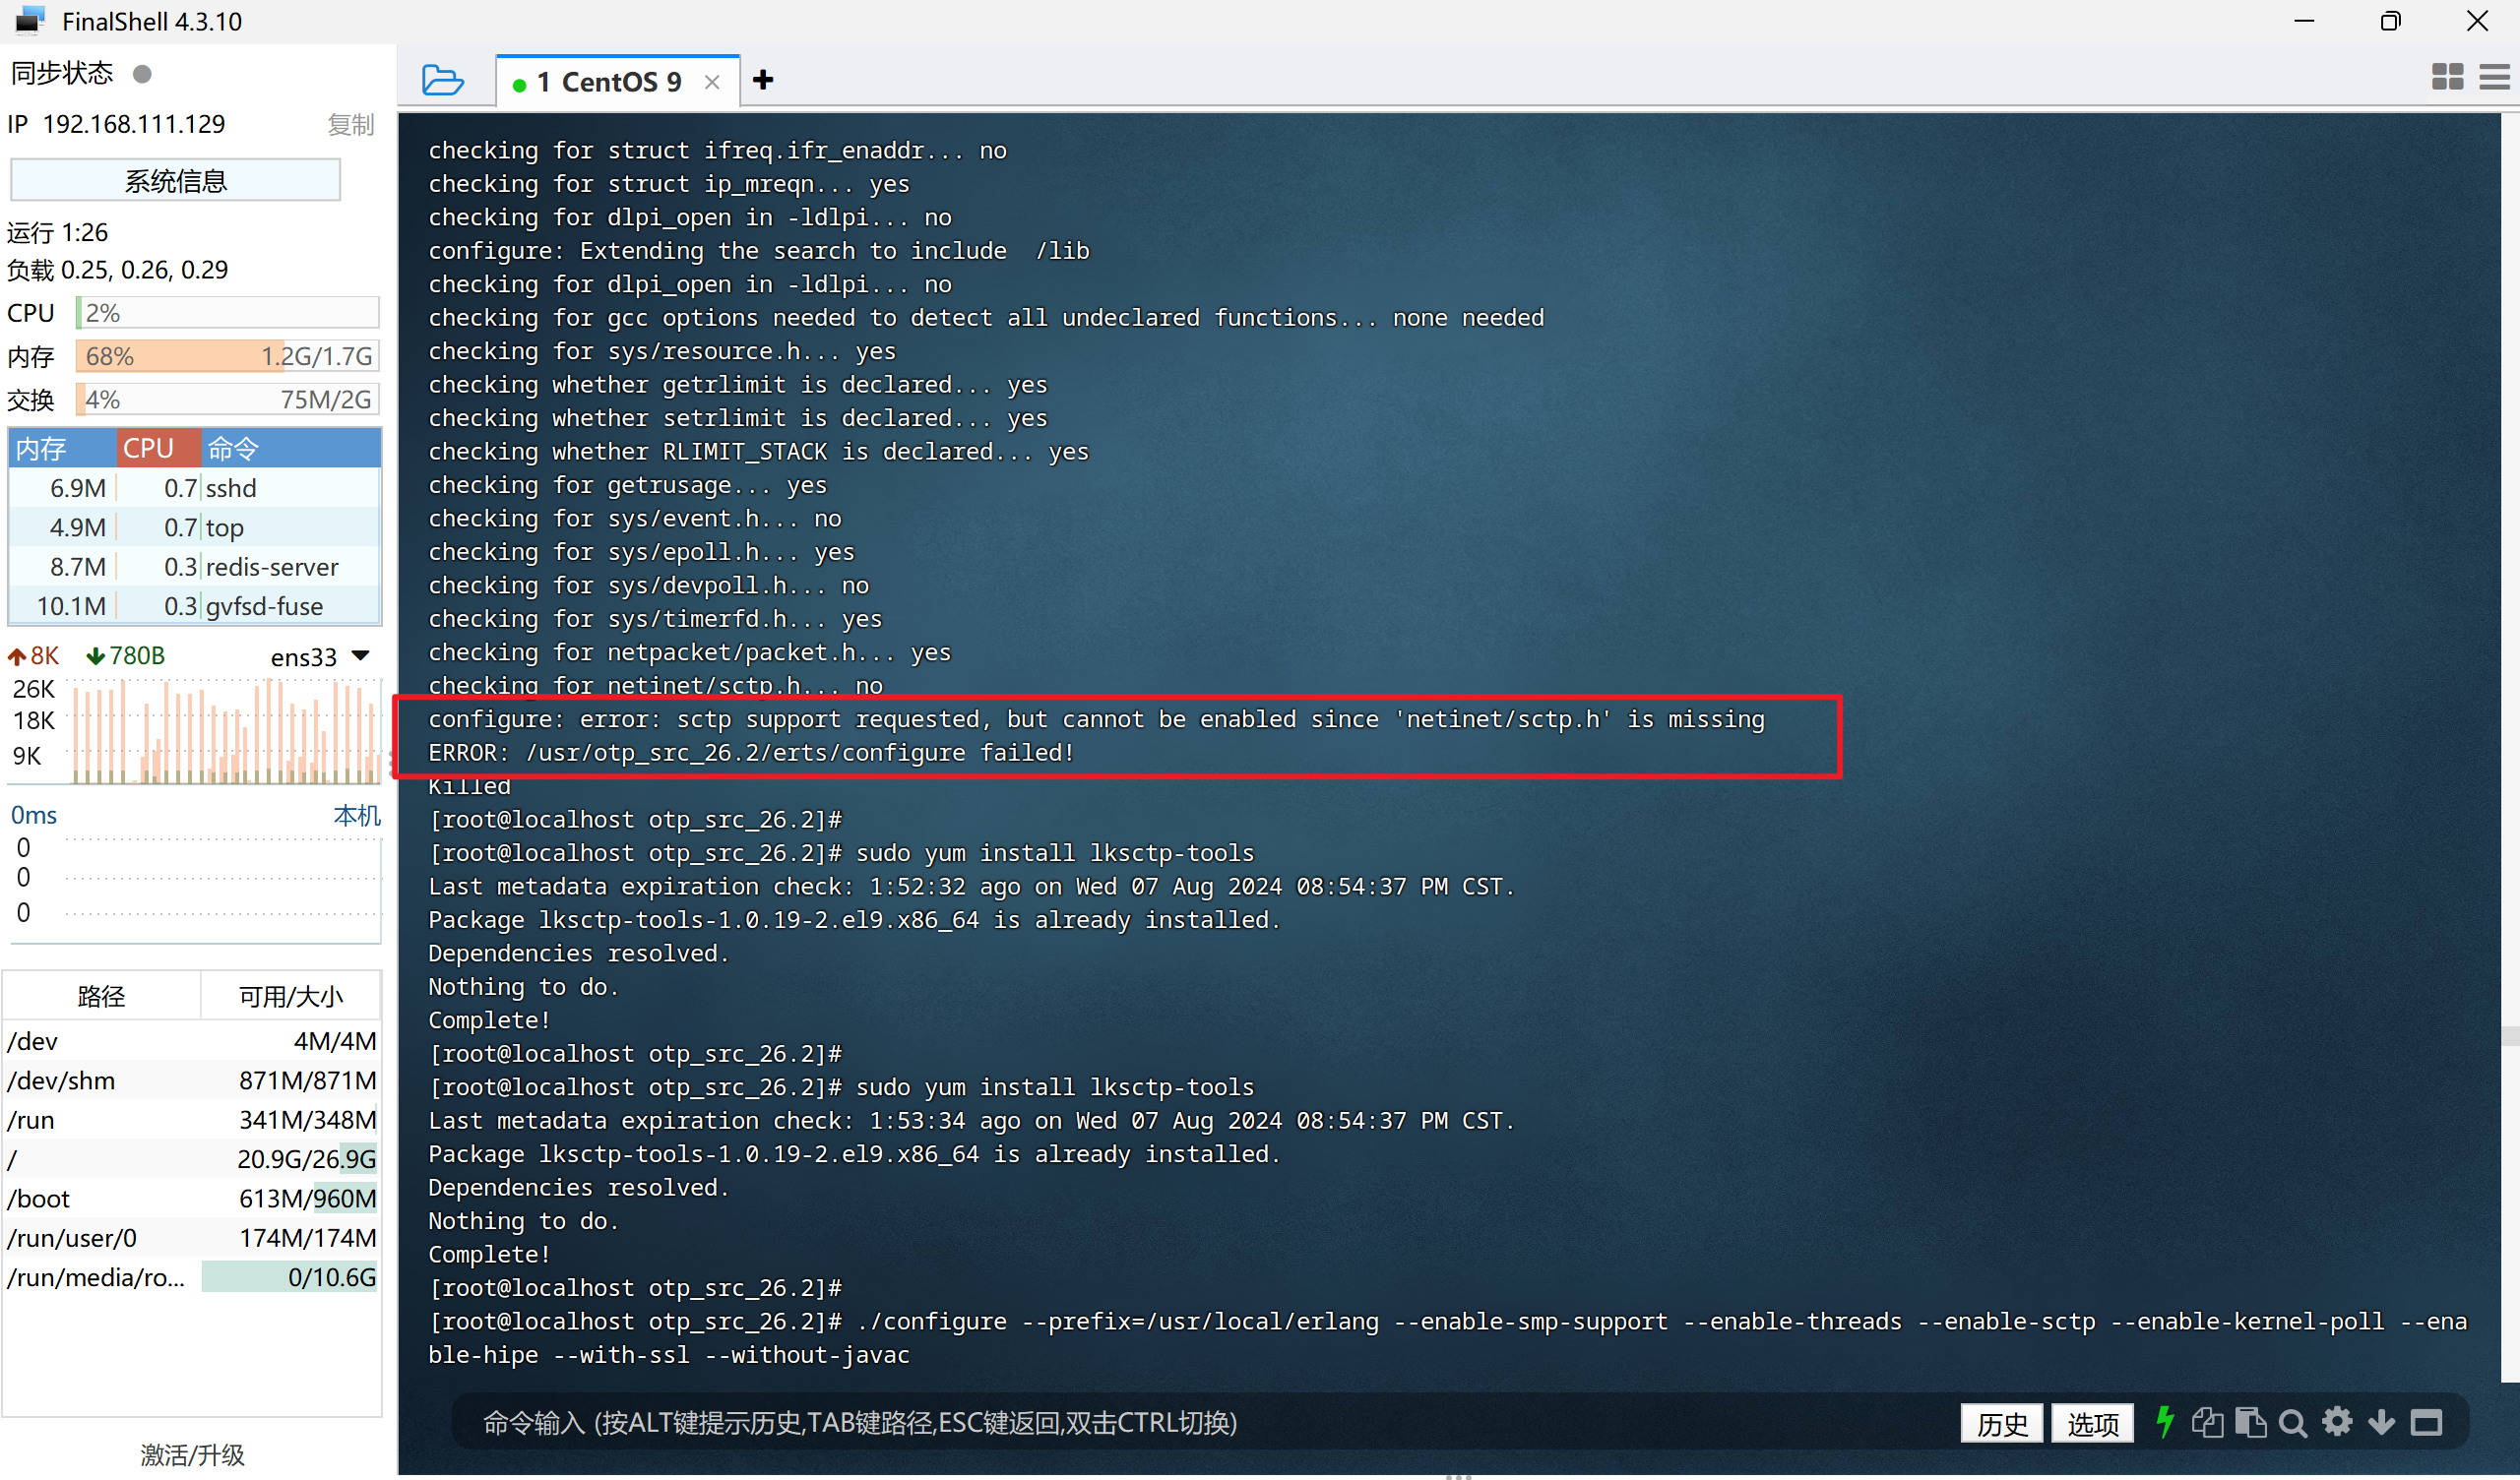 FinalShell 4.3.10
同步状态
IP 192.168.111.129 复制
系统信息
运行 1:26
负载 0.25, 0.26, 0.29
CPU 2%
内存 68% 1.2G/1.7G
交换 4% 75M/2G
内存 CPU 命令
6.9M 0.7 sshd
4.9M 0.7 top
8.7M 0.3 redis-server
10.1M 0.3 gvfsd-fuse
8K 780B ens33
26K
18K
9K
0ms 本机
0
0
0
路径 可用/大小
/dev 4M/4M
/dev/shm 871M/871M
/run 341M/348M
/ 20.9G/26.9G
/boot 613M/960M
/run/user/0 174M/174M
/run/media/ro... 0/10.6G
激活/升级
1 CentOS 9
checking for struct ifreq.ifr_enaddr... no
checking for struct ip_mreqn... yes
checking for dlpi_open in -ldlpi... no
configure: Extending the search to include  /lib
checking for dlpi_open in -ldlpi... no
checking for gcc options needed to detect all undeclared functions... none needed
checking for sys/resource.h... yes
checking whether getrlimit is declared... yes
checking whether setrlimit is declared... yes
checking whether RLIMIT_STACK is declared... yes
checking for getrusage... yes
checking for sys/event.h... no
checking for sys/epoll.h... yes
checking for sys/devpoll.h... no
checking for sys/timerfd.h... yes
checking for netpacket/packet.h... yes
checking for netinet/sctp.h... no
configure: error: sctp support requested, but cannot be enabled since 'netinet/sctp.h' is missing
ERROR: /usr/otp_src_26.2/erts/configure failed!
Killed
[root@localhost otp_src_26.2]#
[root@localhost otp_src_26.2]# sudo yum install lksctp-tools
Last metadata expiration check: 1:52:32 ago on Wed 07 Aug 2024 08:54:37 PM CST.
Package lksctp-tools-1.0.19-2.el9.x86_64 is already installed.
Dependencies resolved.
Nothing to do.
Complete!
[root@localhost otp_src_26.2]#
[root@localhost otp_src_26.2]# sudo yum install lksctp-tools
Last metadata expiration check: 1:53:34 ago on Wed 07 Aug 2024 08:54:37 PM CST.
Package lksctp-tools-1.0.19-2.el9.x86_64 is already installed.
Dependencies resolved.
Nothing to do.
Complete!
[root@localhost otp_src_26.2]#
[root@localhost otp_src_26.2]# ./configure --prefix=/usr/local/erlang --enable-smp-support --enable-threads --enable-sctp --enable-kernel-poll --ena
ble-hipe --with-ssl --without-javac
命令输入 (按ALT键提示历史,TAB键路径,ESC键返回,双击CTRL切换) 历史 选项